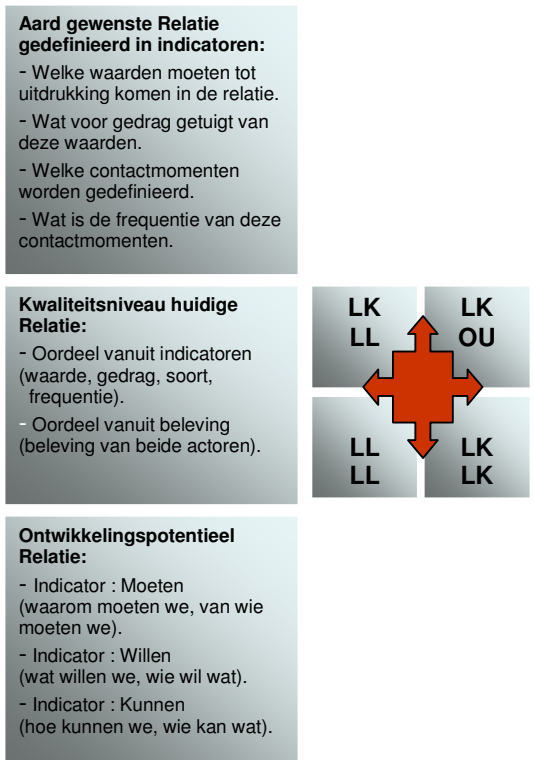 Aard gewenste Relatie
gedefinieerd in indicatoren:
- Welke waarden moeten tot
uitdrukking komen in de relatie.
- Wat voor gedrag getuigt van
deze waarden.
- Welke contactmomenten
worden gedefinieerd.
- Wat is de frequentie van deze
contactmomenten.
Kwaliteitsniveau huidige
Relatie:
- Oordeel vanuit indicatoren
(waarde, gedrag, soort,
frequentie).
- Oordeel vanuit beleving
(beleving van beide actoren).
LK
LL
LK
OU
LL
LL
LK
LK
Ontwikkelingspotentieel
Relatie:
- Indicator : Moeten
(waarom moeten we, van wie
moeten we).
- Indicator : Willen
(wat willen we, wie wil wat).
- Indicator : Kunnen
(hoe kunnen we, wie kan wat).